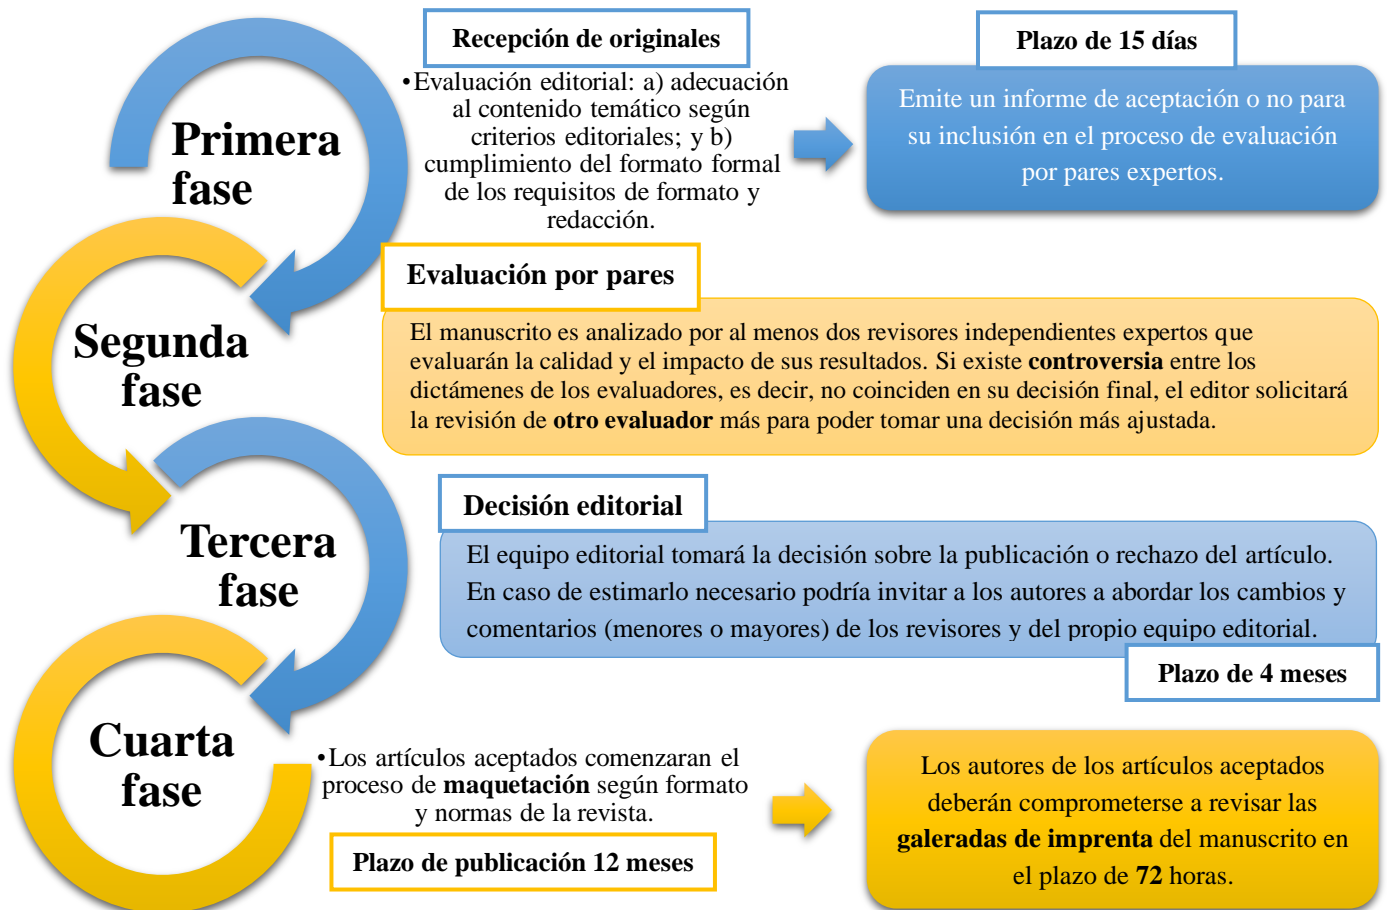 Primera
fase
Recepción de originales
•Evaluación editorial: a) adecuación
al contenido temático según
criterios editoriales; y b)
cumplimiento del formato formal
de los requisitos de formato y
redacción.
Plazo de 15 días
Emite un informe de aceptación o no para
su inclusión en el proceso de evaluación
por pares expertos.
Segunda
fase
Evaluación por pares
El manuscrito es analizado por al menos dos revisores independientes expertos que
evaluarán la calidad y el impacto de sus resultados. Si existe controversia entre los
dictámenes de los evaluadores, es decir, no coinciden en su decisión final, el editor solicitará
la revisión de otro evaluador más para poder tomar una decisión más ajustada.
Tercera
fase
Decisión editorial
El equipo editorial tomará la decisión sobre la publicación o rechazo del artículo.
En caso de estimarlo necesario podría invitar a los autores a abordar los cambios y
comentarios (menores o mayores) de los revisores y del propio equipo editorial.
Plazo de 4 meses
Cuarta
fase
•Los artículos aceptados comenzaran el
proceso de maquetación según formato
y normas de la revista.
Plazo de publicación 12 meses
Los autores de los artículos aceptados
deberán comprometerse a revisar las
galeradas de imprenta del manuscrito en
el plazo de 72 horas.